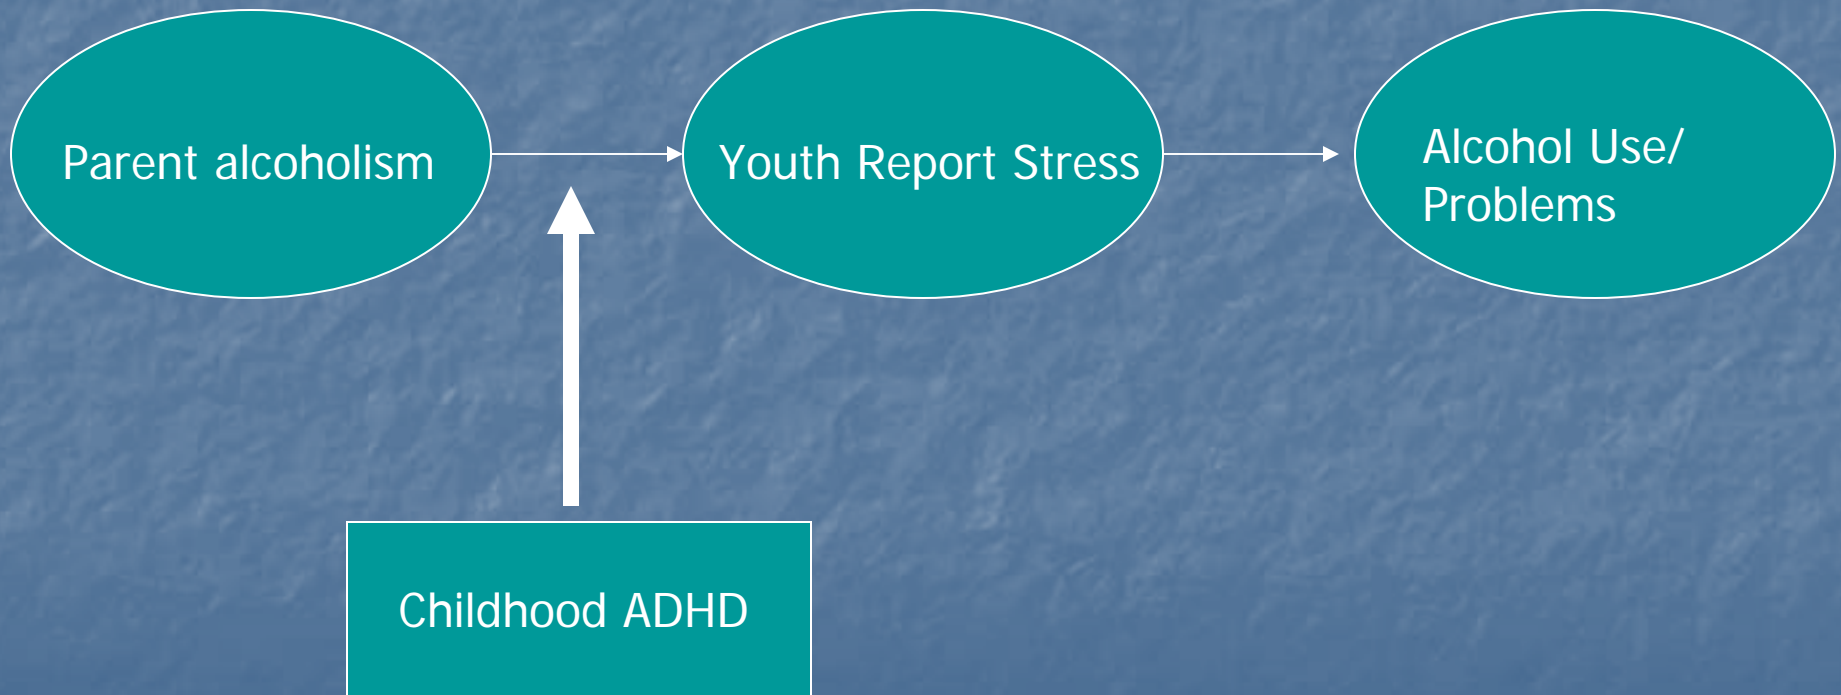 Parent alcoholism
Youth Report Stress
Alcohol Use/
Problems
Childhood ADHD